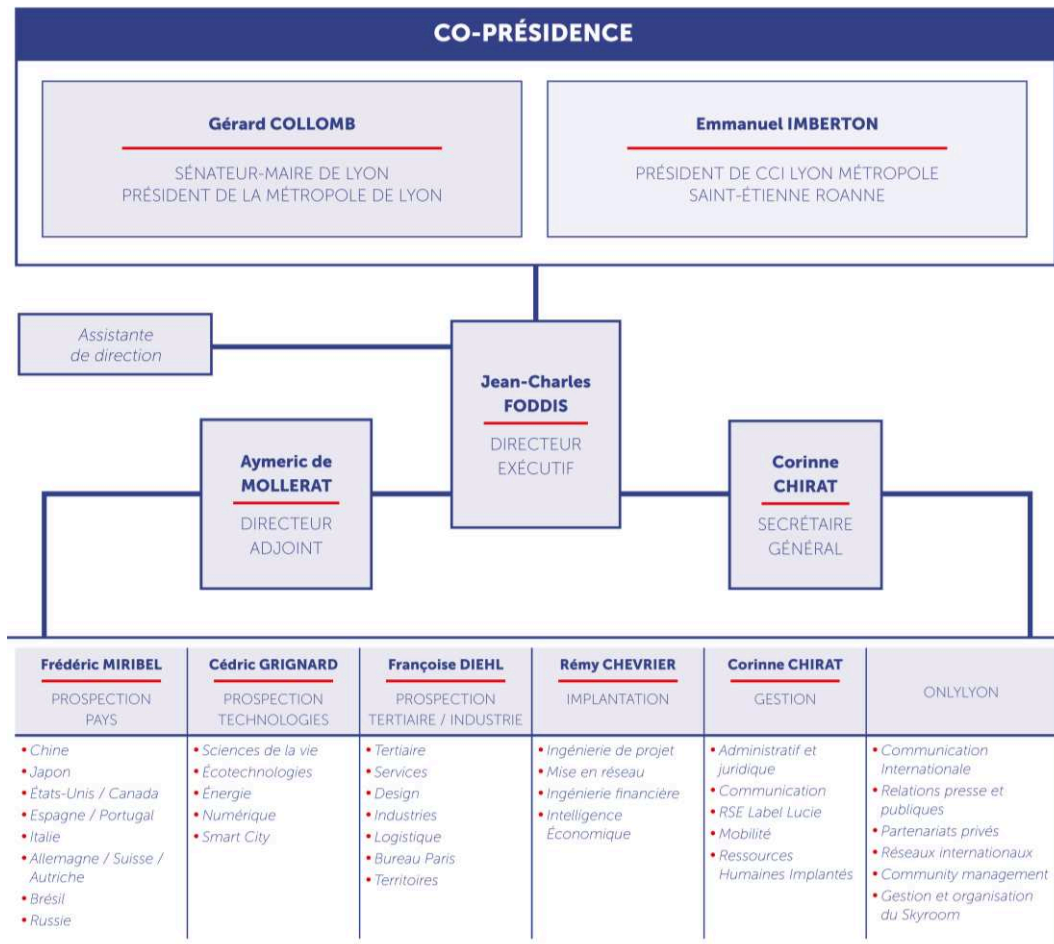 CO-PRÉSIDENCE
Gérard COLLOMB
SÉNATEUR-MAIRE DE LYON
PRÉSIDENT DE LA MÉTROPOLE DE LYON
Emmanuel IMBERTON
PRÉSIDENT DE CCI LYON MÉTROPOLE
SAINT-ÉTIENNE ROANNE
Assistante
de direction
Jean-Charles
FODDIS
DIRECTEUR
EXÉCUTIF
Aymeric de
MOLLERAT
DIRECTEUR
ADJOINT
Corinne
CHIRAT
SECRÉTAIRE
GÉNÉRAL
Frédéric MIRIBEL
PROSPECTION
PAYS
• Chine
• Japon
• États-Unis / Canada
• Espagne / Portugal
• Italie
• Allemagne / Suisse /
Autriche
• Brésil
• Russie
Cédric GRIGNARD
PROSPECTION
TECHNOLOGIES
• Sciences de la vie
• Écotechnologies
• Énergie
• Numérique
• Smart City
Françoise DIEHL
PROSPECTION
TERTIAIRE / INDUSTRIE
• Tertiaire
• Services
• Design
• Industries
• Logistique
• Bureau Paris
• Territoires
Rémy CHEVRIER
IMPLANTATION
• Ingénierie de projet
• Mise en réseau
• Ingénierie financière
• Intelligence
Économique
Corinne CHIRAT
GESTION
• Administratif et
juridique
• Communication
• RSE Label Lucie
• Mobilité
• Ressources
Humaines Implantés
ONLYLYON
• Communication
Internationale
• Relations presse et
publiques
• Partenariats privés
• Réseaux internationaux
• Community management
• Gestion et organisation
du Skyroom